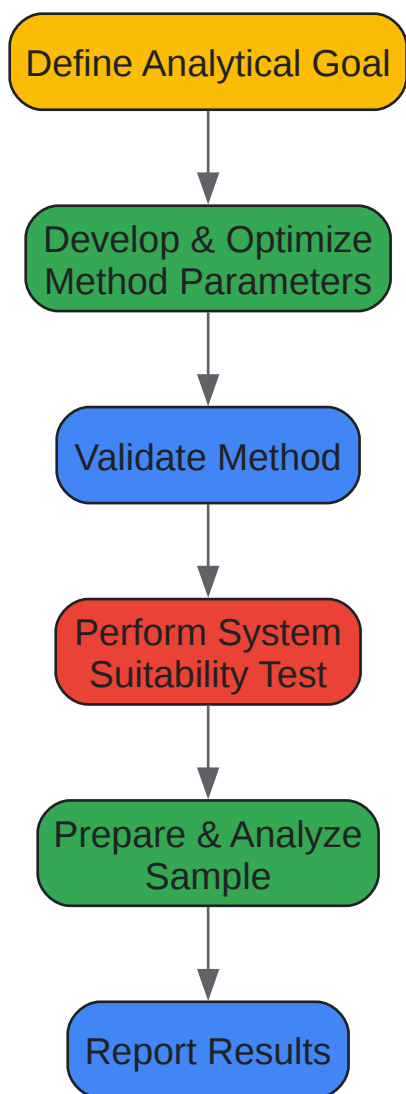 Define Analytical Goal
Develop & Optimize
Method Parameters
Validate Method
Perform System
Suitability Test
Prepare & Analyze
Sample
Report Results